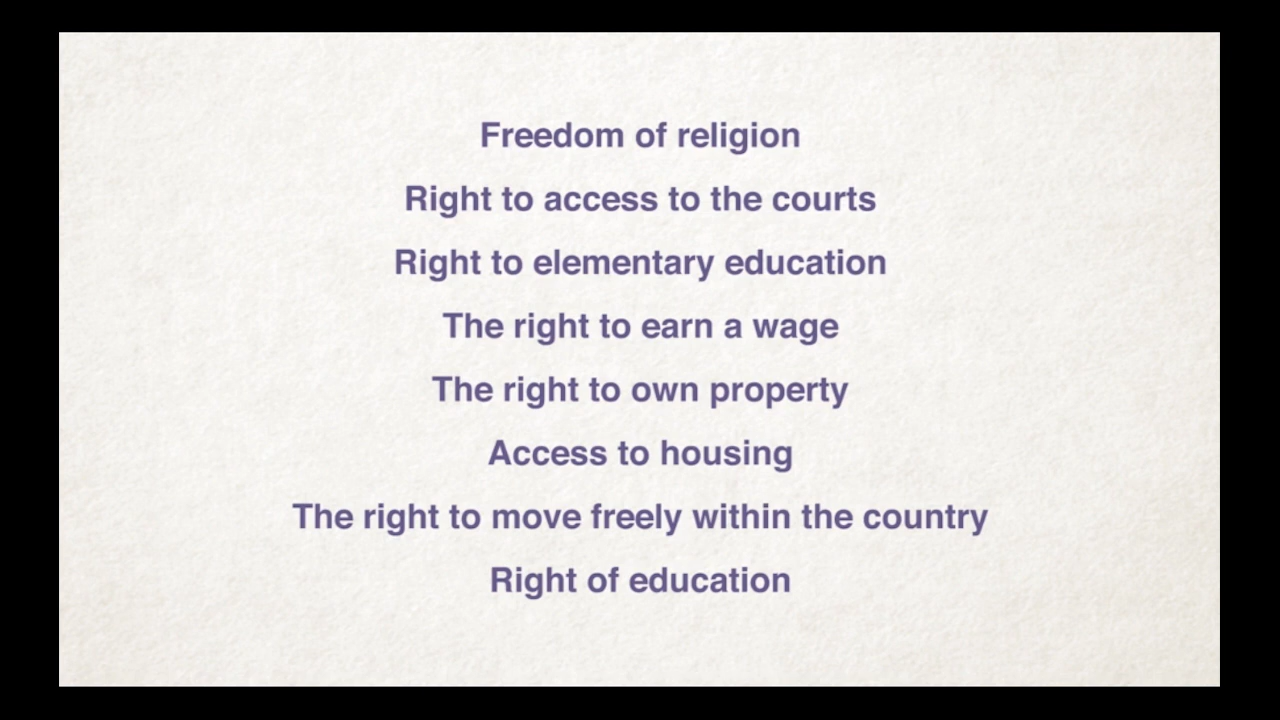 Freedom of religion
Right to access to the courts
Right to elementary education
The right to earn a wage
The right to own property
Access to housing
The right to move freely within the country
Right of education